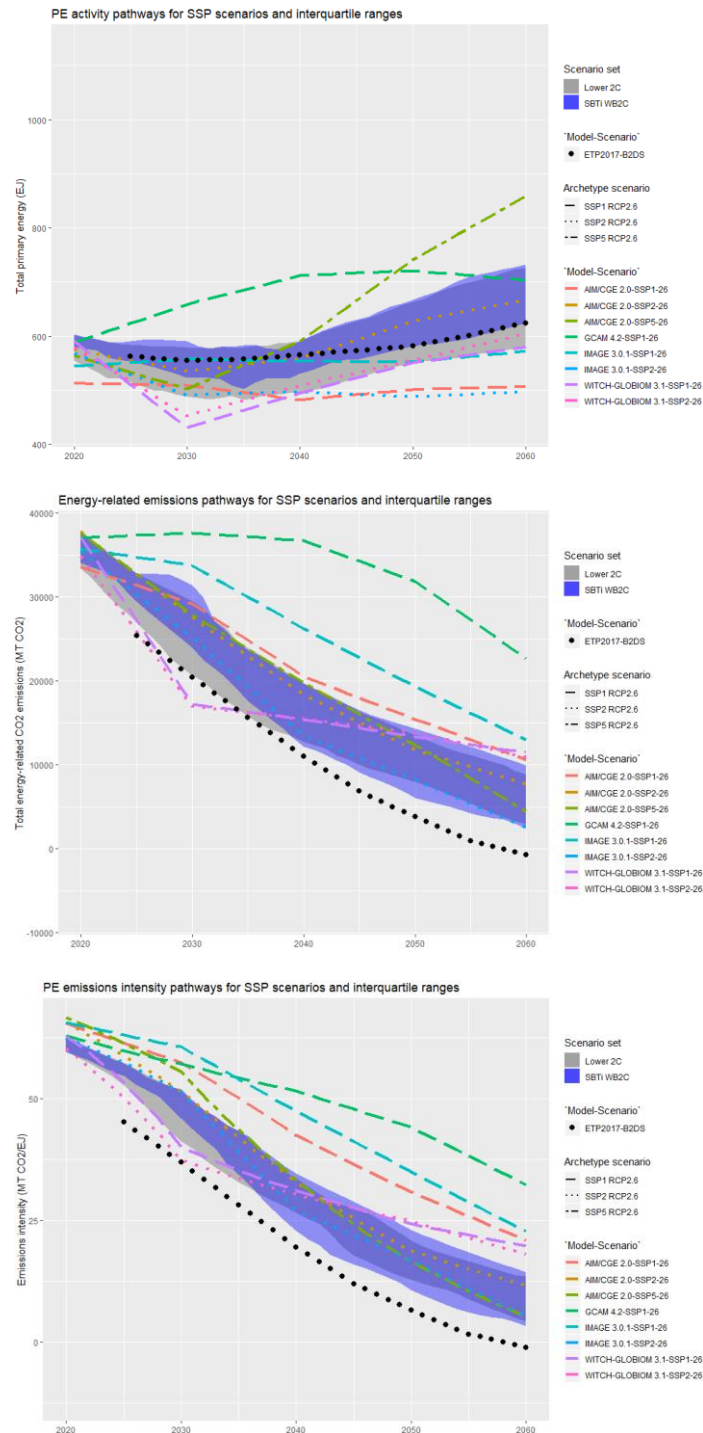 PE activity pathways for SSP scenarios and interquartile ranges
Total primary energy (EJ)
1000
800
600
400
2020
2030
2040
2050
2060
Scenario set
Lower 2C
SBTi WB2C
`Model-Scenario`
ETP2017-B2DS
Archetype scenario
SSP1 RCP2.6
SSP2 RCP2.6
SSP5 RCP2.6
`Model-Scenario`
AIM/CGE 2.0-SSP1-26
AIM/CGE 2.0-SSP2-26
AIM/CGE 2.0-SSP5-26
GCAM 4.2-SSP1-26
IMAGE 3.0.1-SSP1-26
IMAGE 3.0.1-SSP2-26
WITCH-GLOBIOM 3.1-SSP1-26
WITCH-GLOBIOM 3.1-SSP2-26
Energy-related emissions pathways for SSP scenarios and interquartile ranges
Total energy-related CO2 emissions (MT CO2)
40000
30000
20000
10000
0
-10000
2020
2030
2040
2050
2060
Scenario set
Lower 2C
SBTi WB2C
`Model-Scenario`
ETP2017-B2DS
Archetype scenario
SSP1 RCP2.6
SSP2 RCP2.6
SSP5 RCP2.6
`Model-Scenario`
AIM/CGE 2.0-SSP1-26
AIM/CGE 2.0-SSP2-26
AIM/CGE 2.0-SSP5-26
GCAM 4.2-SSP1-26
IMAGE 3.0.1-SSP1-26
IMAGE 3.0.1-SSP2-26
WITCH-GLOBIOM 3.1-SSP1-26
WITCH-GLOBIOM 3.1-SSP2-26
PE emissions intensity pathways for SSP scenarios and interquartile ranges
Emissions intensity (MT CO2/EJ)
50
25
0
2020
2030
2040
2050
2060
Scenario set
Lower 2C
SBTi WB2C
`Model-Scenario`
ETP2017-B2DS
Archetype scenario
SSP1 RCP2.6
SSP2 RCP2.6
SSP5 RCP2.6
`Model-Scenario`
AIM/CGE 2.0-SSP1-26
AIM/CGE 2.0-SSP2-26
AIM/CGE 2.0-SSP5-26
GCAM 4.2-SSP1-26
IMAGE 3.0.1-SSP1-26
IMAGE 3.0.1-SSP2-26
WITCH-GLOBIOM 3.1-SSP1-26
WITCH-GLOBIOM 3.1-SSP2-26